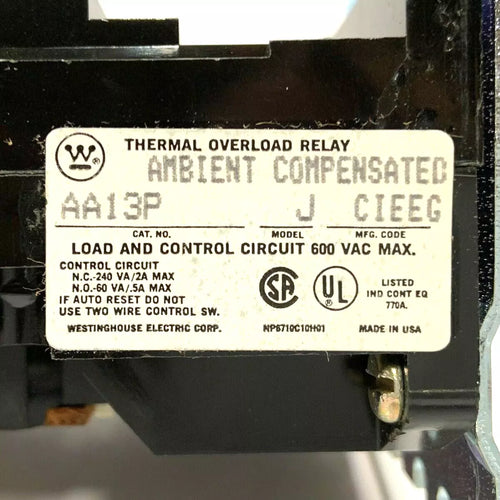 THERMAL OVERLOAD RELAY
AMBIENT COMPENSATED
AA13P J CIEEG
CAT. NO. MODEL MFG. CODE
LOAD AND CONTROL CIRCUIT 600 VAC MAX.
CONTROL CIRCUIT
N.C.-240 VA/2A MAX
N.O.-60 VA/.5A MAX
IF AUTO RESET DO NOT
USE TWO WIRE CONTROL SW.
W ®
SA
UL ®
LISTED
IND CONT EQ
770A.
WESTINGHOUSE ELECTRIC CORP. NP6710C10H01 MADE IN USA